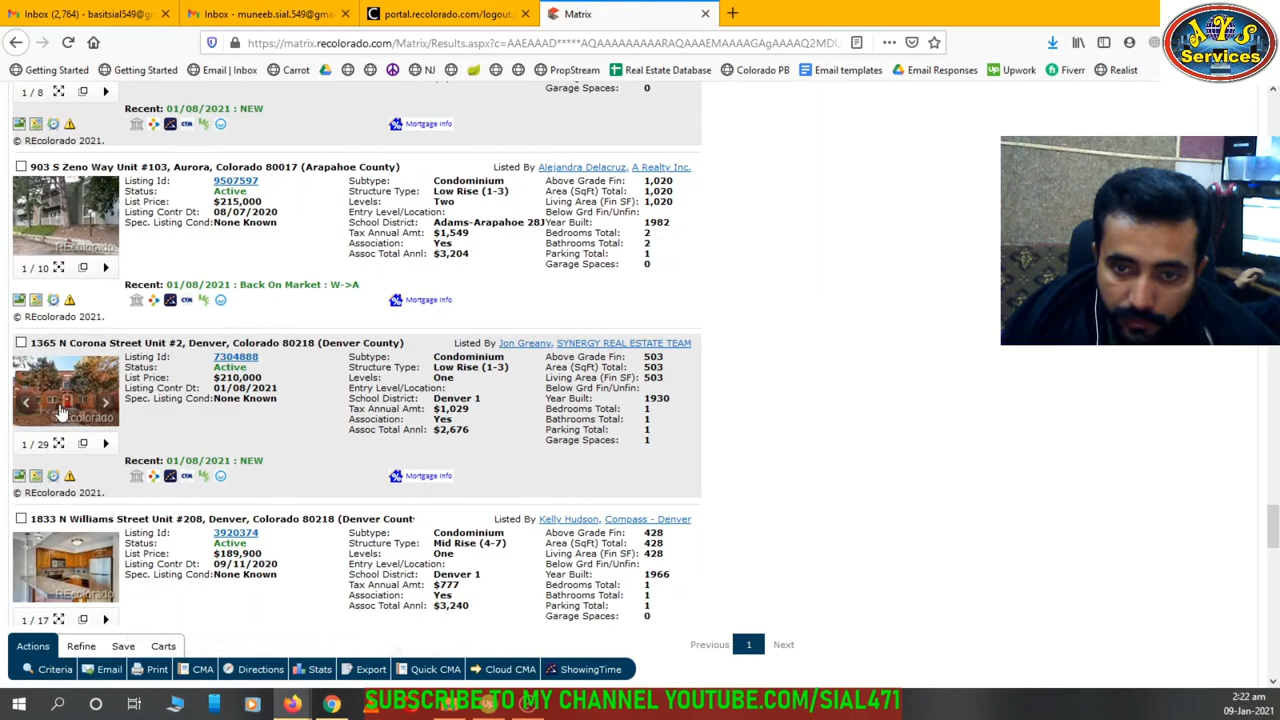 Inbox (2,764) - basitsial549@g
Inbox - muneeb.sial.549@gm
portal.recolorado.com/logout
Matrix
https://matrix.recolorado.com/Matrix/Results.aspx?c=AAEAAAD*****AQAAAAAAAAARAQAAAEMAAAAGAgAAAAQ2MDU
AYS
Services
Getting Started
Getting Started
Email | Inbox
Carrot
NJ
PropStream
Real Estate Database
Colorado PB
Email templates
Email Responses
Upwork
Fiverr
Realist
1 / 8
Garage Spaces: 0
Recent: 01/08/2021 : NEW
Mortgage Info
© REcolorado 2021.
903 S Zeno Way Unit #103, Aurora, Colorado 80017 (Arapahoe County) Listed By Alejandra Delacruz, A Realty Inc.
Listing Id: 9507597 Subtype: Condominium Above Grade Fin: 1,020
Status: Active Structure Type: Low Rise (1-3) Area (SqFt) Total: 1,020
List Price: $215,000 Levels: Two Living Area (Fin SF): 1,020
Listing Contr Dt: 08/07/2020 Entry Level/Location: Below Grd Fin/Unfin:
Spec. Listing Cond: None Known School District: Adams-Arapahoe 28J Year Built: 1982
Tax Annual Amt: $1,549 Bedrooms Total: 2
Association: Yes Bathrooms Total: 2
Assoc Total Annl: $3,204 Parking Total: 1
Garage Spaces: 0
REcolorado
1 / 10
Recent: 01/08/2021 : Back On Market : W->A
Mortgage Info
© REcolorado 2021.
1365 N Corona Street Unit #2, Denver, Colorado 80218 (Denver County) Listed By Jon Greany, SYNERGY REAL ESTATE TEAM
Listing Id: 7304888 Subtype: Condominium Above Grade Fin: 503
Status: Active Structure Type: Low Rise (1-3) Area (SqFt) Total: 503
List Price: $210,000 Levels: One Living Area (Fin SF): 503
Listing Contr Dt: 01/08/2021 Entry Level/Location: Below Grd Fin/Unfin:
Spec. Listing Cond: None Known School District: Denver 1 Year Built: 1930
Tax Annual Amt: $1,029 Bedrooms Total: 1
Association: Yes Bathrooms Total: 1
Assoc Total Annl: $2,676 Parking Total: 1
Garage Spaces: 1
1 / 29
Recent: 01/08/2021 : NEW
Mortgage Info
© REcolorado 2021.
1833 N Williams Street Unit #208, Denver, Colorado 80218 (Denver Count Listed By Kelly Hudson, Compass - Denver
Listing Id: 3920374 Subtype: Condominium Above Grade Fin: 428
Status: Active Structure Type: Mid Rise (4-7) Area (SqFt) Total: 428
List Price: $189,900 Levels: One Living Area (Fin SF): 428
Listing Contr Dt: 09/11/2020 Entry Level/Location: Below Grd Fin/Unfin:
Spec. Listing Cond: None Known School District: Denver 1 Year Built: 1966
Tax Annual Amt: $777 Bedrooms Total: 1
Association: Yes Bathrooms Total: 1
Assoc Total Annl: $3,240 Parking Total: 1
Garage Spaces: 0
REcolorado
1 / 17
Actions Refine Save Carts
Previous 1 Next
Criteria Email Print CMA Directions Stats Export Quick CMA Cloud CMA ShowingTime
SUBSCRIBE TO MY CHANNEL YOUTUBE.COM/SIAL471
2:22 am
09-Jan-2021